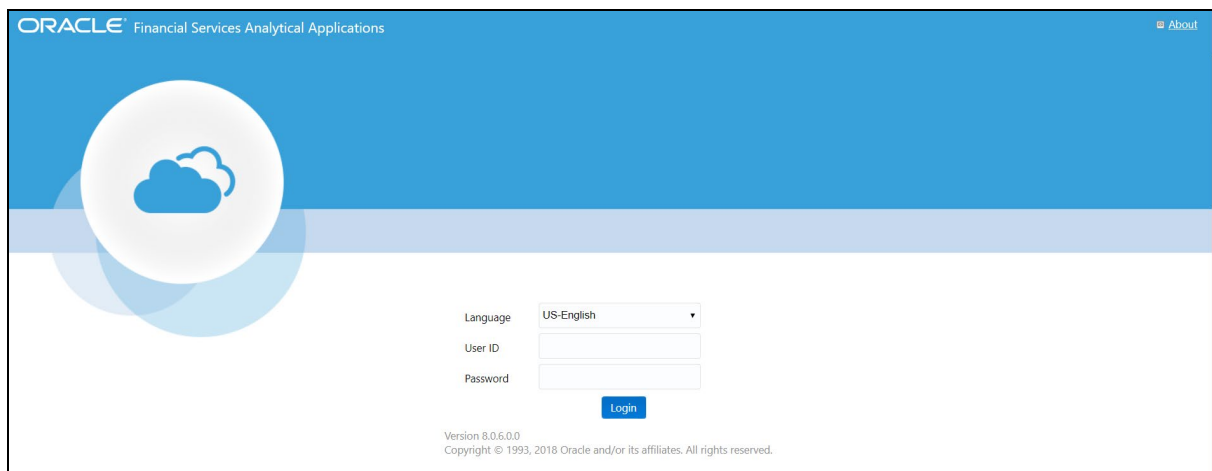 ORACLE® Financial Services Analytical Applications
About
Language US-English
User ID
Password
Login
Version 8.0.6.0.0
Copyright © 1993, 2018 Oracle and/or its affiliates. All rights reserved.